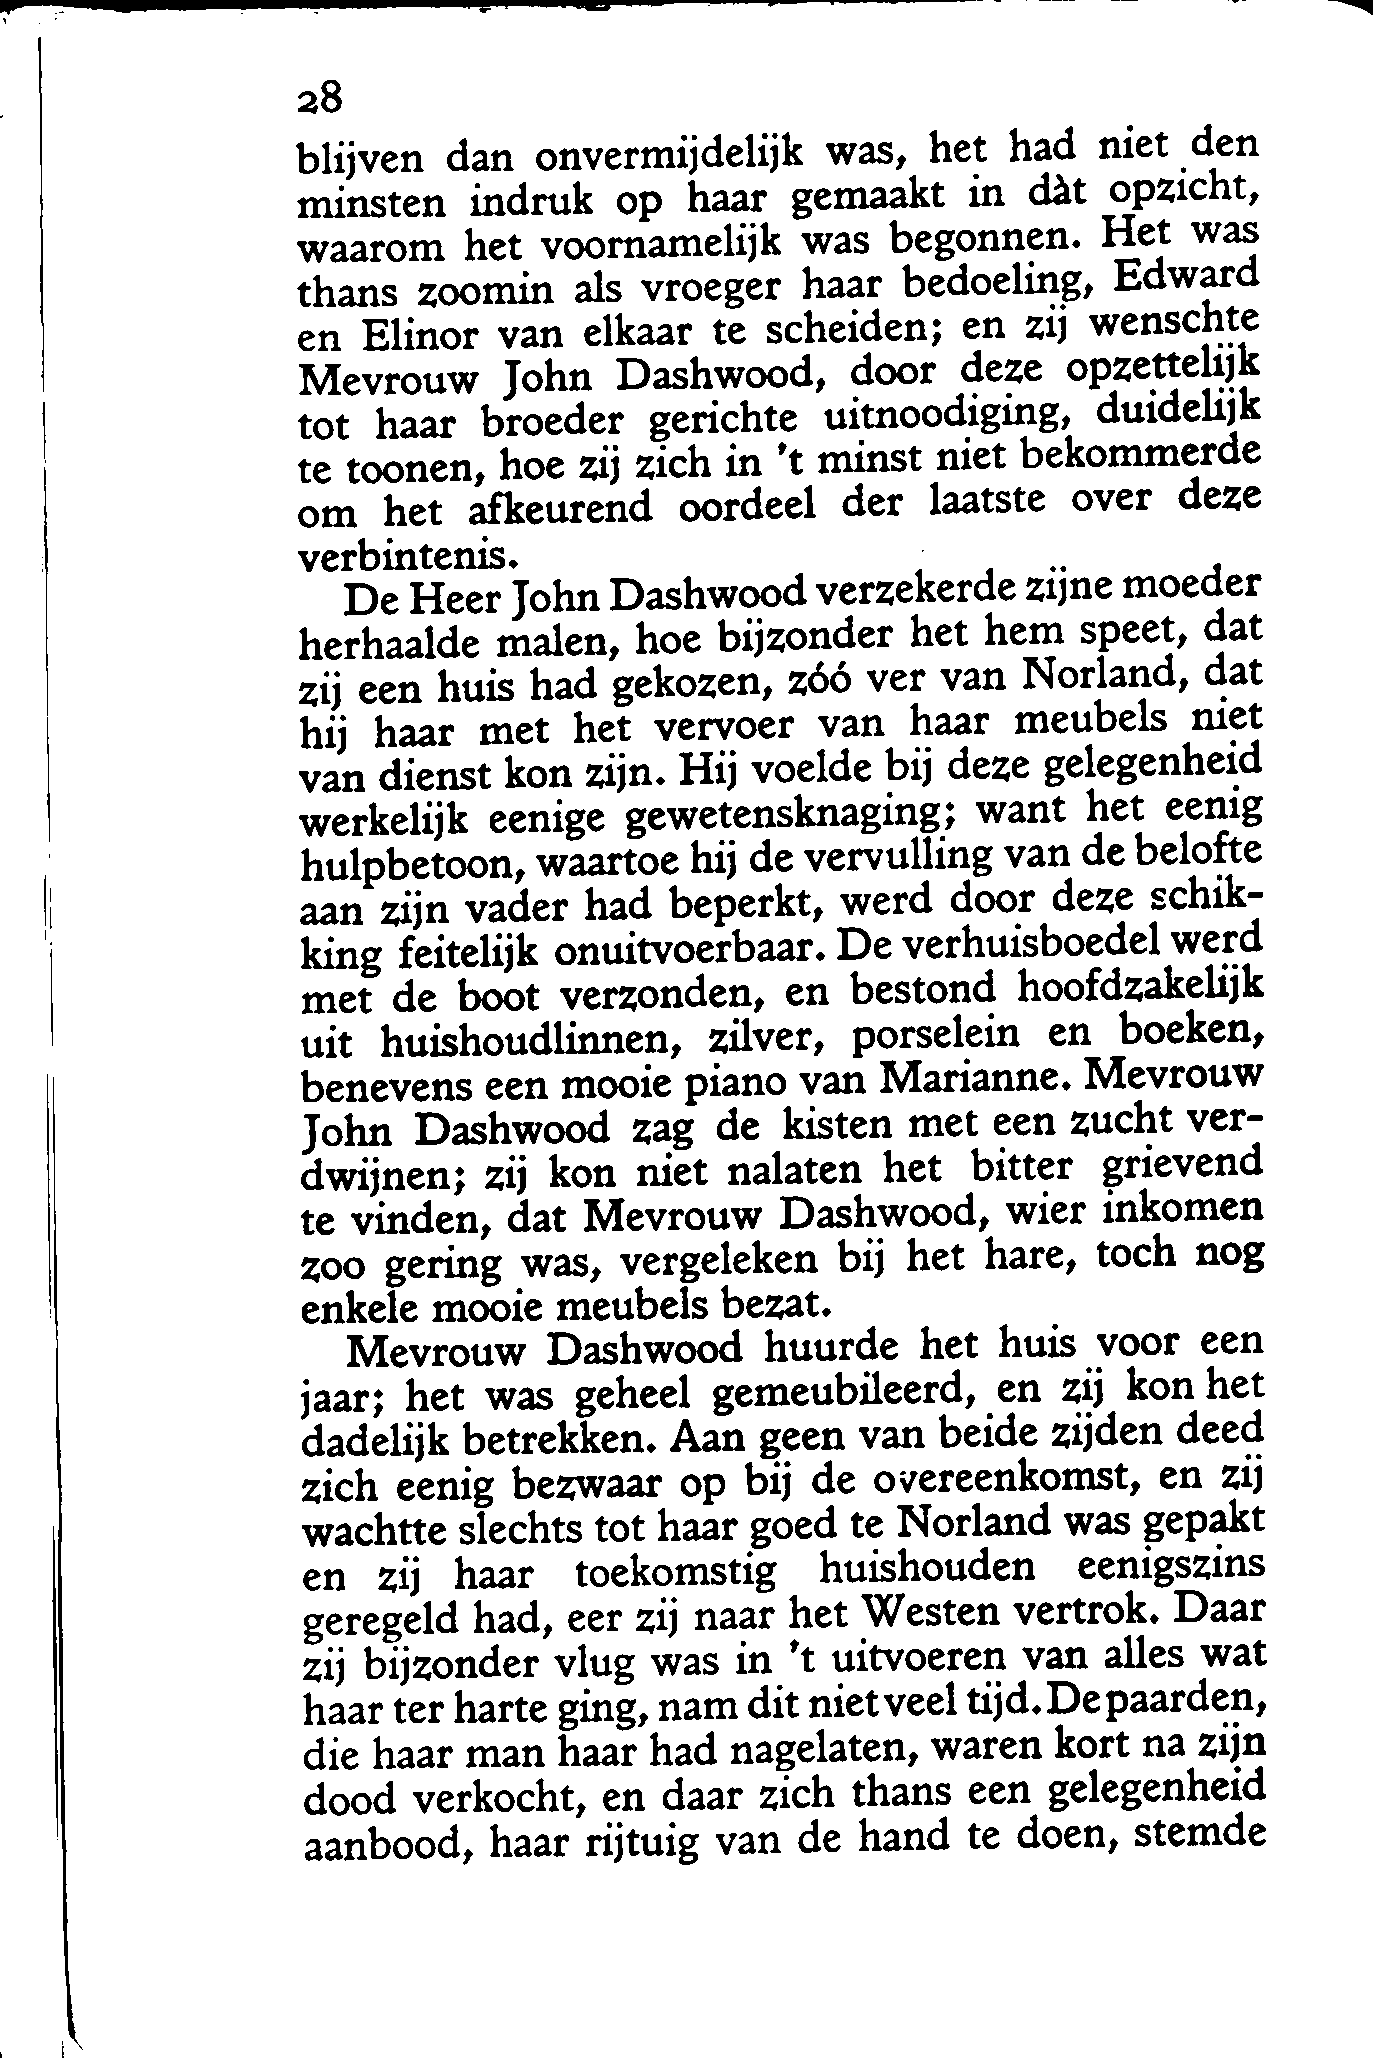 28
blijven dan onvermijdelijk was, het had niet den
minsten indruk op haar gemaakt in dàt opzicht,
waarom het voornamelijk was begonnen. Het was
thans zoomin als vroeger haar bedoeling, Edward
en Elinor van elkaar te scheiden; en zij wenschte
Mevrouw John Dashwood, door deze opzettelijk
tot haar broeder gerichte uitnoodiging, duidelijk
te toonen, hoe zij zich in 't minst niet bekommerde
om het afkeurend oordeel der laatste over deze
verbintenis.
De Heer John Dashwood verzekerde zijne moeder
herhaalde malen, hoe bijzonder het hem speet, dat
zij een huis had gekozen, zóó ver van Norland, dat
hij haar met het vervoer van haar meubels niet
van dienst kon zijn. Hij voelde bij deze gelegenheid
werkelijk eenige gewetensknaging; want het eenig
hulpbetoon, waartoe hij de vervulling van de belofte
aan zijn vader had beperkt, werd door deze schik-
king feitelijk onuitvoerbaar. De verhuisboedel werd
met de boot verzonden, en bestond hoofdzakelijk
uit huishoudlinnen, zilver, porselein en boeken,
benevens een mooie piano van Marianne. Mevrouw
John Dashwood zag de kisten met een zucht ver-
dwijnen; zij kon niet nalaten het bitter grievend
te vinden, dat Mevrouw Dashwood, wier inkomen
zoo gering was, vergeleken bij het hare, toch nog
enkele mooie meubels bezat.
Mevrouw Dashwood huurde het huis voor een
jaar; het was geheel gemeubileerd, en zij kon het
dadelijk betrekken. Aan geen van beide zijden deed
zich eenig bezwaar op bij de overeenkomst, en zij
wachtte slechts tot haar goed te Norland was gepakt
en zij haar toekomstig huishouden eenigszins
geregeld had, eer zij naar het Westen vertrok. Daar
zij bijzonder vlug was in 't uitvoeren van alles wat
haar ter harte ging, nam dit niet veel tijd. De paarden,
die haar man haar had nagelaten, waren kort na zijn
dood verkocht, en daar zich thans een gelegenheid
aanbood, haar rijtuig van de hand te doen, stemde